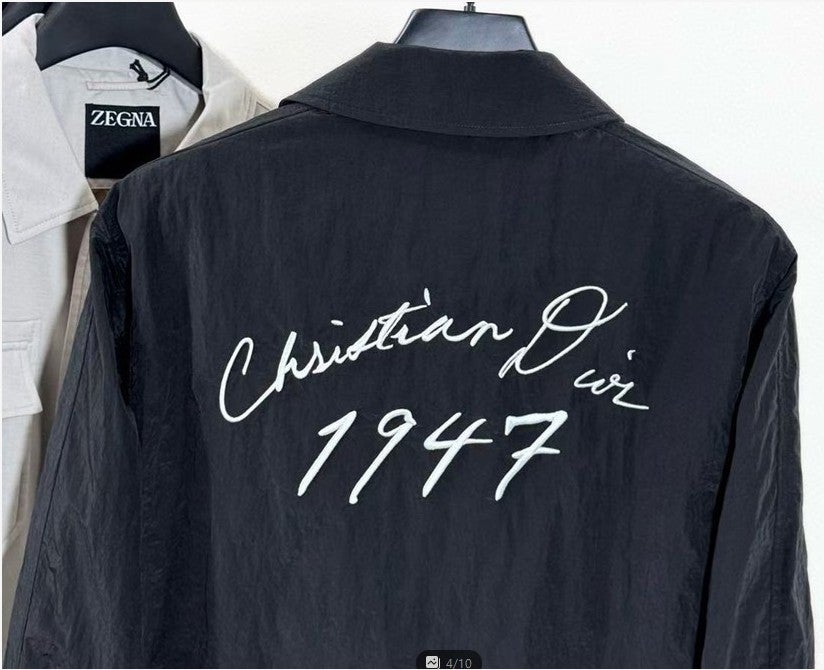 ZEGNA
Christian Dior
1947
4/10